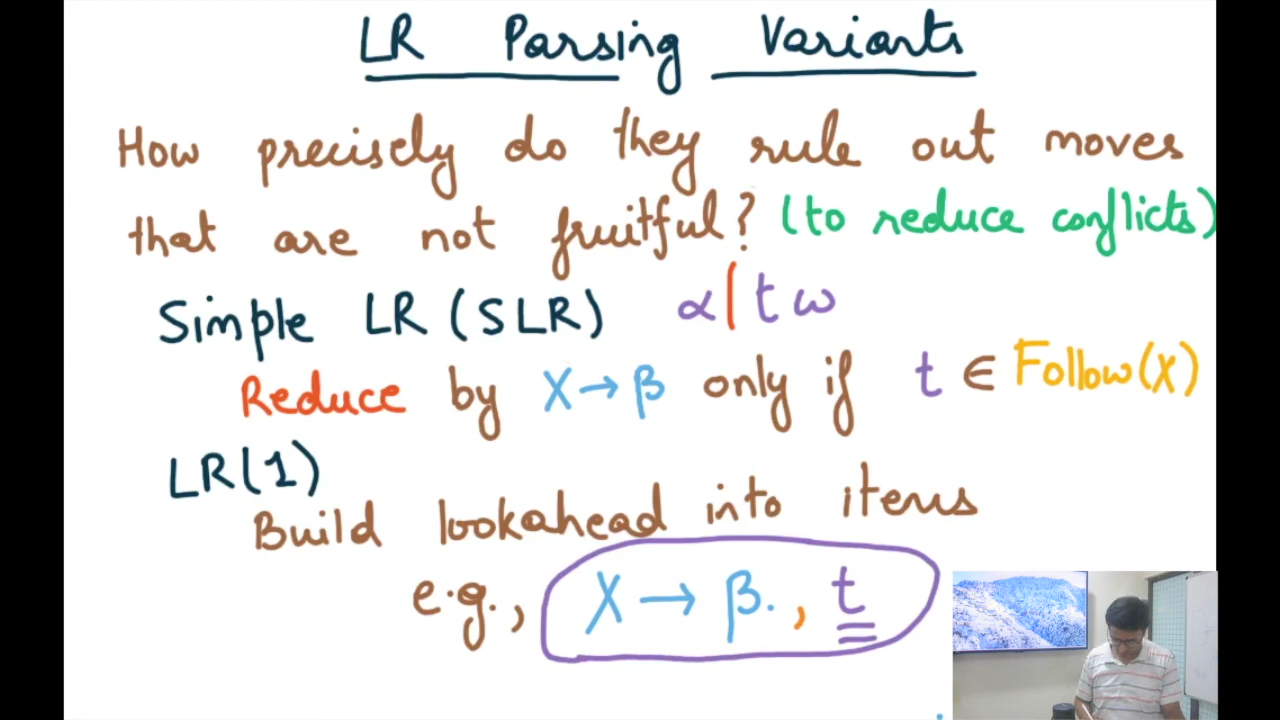 LR Parsing Variants
How precisely do they rule out moves
that are not fruitful? (to reduce conflicts)
Simple LR (SLR) α | t ω
Reduce by X → β only if t ∈ Follow(X)
LR(1)
Build lookahead into items
e.g., X → β. , t